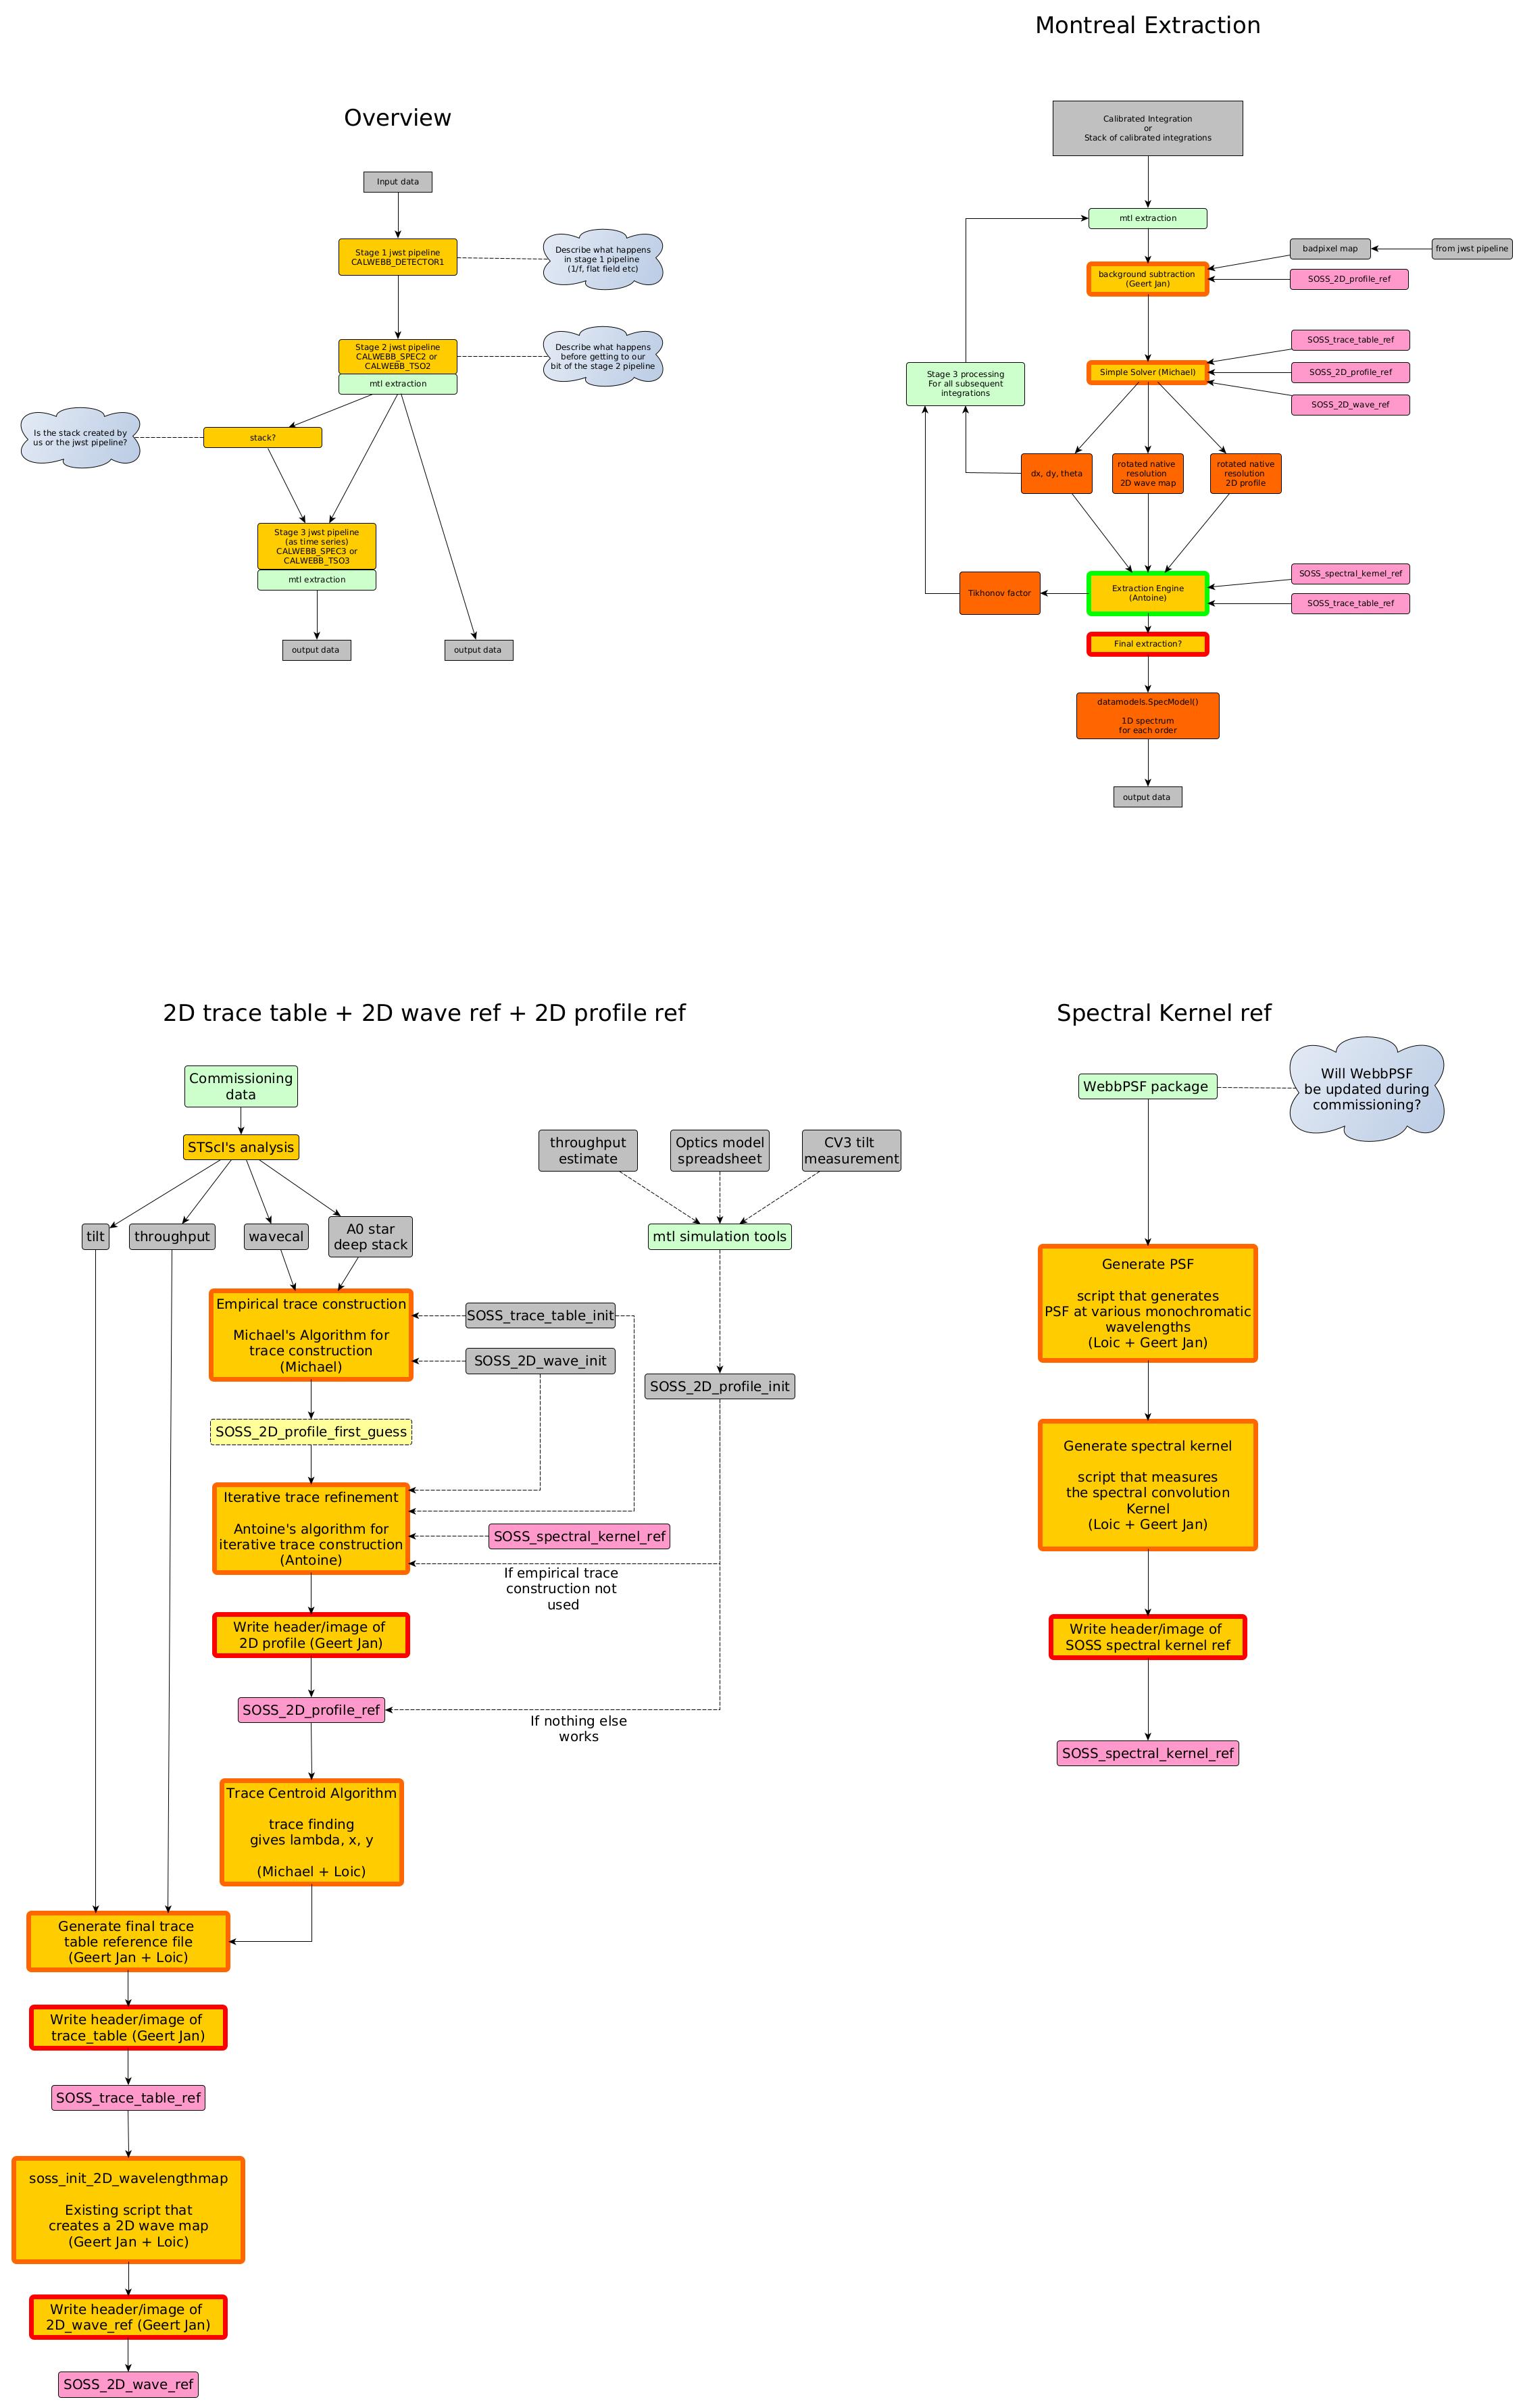 Montreal Extraction
Overview
Calibrated Integration
or
Stack of calibrated integrations
Input data
mtl extraction
Stage 1 jwst pipeline
CALWEBB_DETECTOR1
Describe what happens
in stage 1 pipeline
(1/f, flat field etc)
badpixel map
from jwst pipeline
background subtraction
(Geert Jan)
SOSS_2D_profile_ref
Stage 2 jwst pipeline
CALWEBB_SPEC2 or
CALWEBB_TSO2
mtl extraction
Describe what happens
before getting to our
bit of the stage 2 pipeline
SOSS_trace_table_ref
Stage 3 processing
For all subsequent
integrations
Simple Solver (Michael)
SOSS_2D_profile_ref
SOSS_2D_wave_ref
Is the stack created by
us or the jwst pipeline?
stack?
dx, dy, theta
rotated native
resolution
2D wave map
rotated native
resolution
2D profile
Stage 3 jwst pipeline
(as time series)
CALWEBB_SPEC3 or
CALWEBB_TSO3
mtl extraction
Tikhonov factor
Extraction Engine
(Antoine)
SOSS_spectral_kernel_ref
SOSS_trace_table_ref
output data
output data
Final extraction?
datamodels.SpecModel()
1D spectrum
for each order
output data
2D trace table + 2D wave ref + 2D profile ref
Spectral Kernel ref
Commissioning
data
WebbPSF package
Will WebbPSF
be updated during
commissioning?
STScI's analysis
throughput
estimate
Optics model
spreadsheet
CV3 tilt
measurement
tilt
throughput
wavecal
A0 star
deep stack
mtl simulation tools
Empirical trace construction
Michael's Algorithm for
trace construction
(Michael)
SOSS_trace_table_init
SOSS_2D_wave_init
SOSS_2D_profile_init
Generate PSF
script that generates
PSF at various monochromatic
wavelengths
(Loic + Geert Jan)
SOSS_2D_profile_first_guess
Generate spectral kernel
script that measures
the spectral convolution
Kernel
(Loic + Geert Jan)
Iterative trace refinement
Antoine's algorithm for
iterative trace construction
(Antoine)
SOSS_spectral_kernel_ref
If empirical trace
construction not
used
Write header/image of
2D profile (Geert Jan)
Write header/image of
SOSS spectral kernel ref
SOSS_2D_profile_ref
If nothing else
works
SOSS_spectral_kernel_ref
Trace Centroid Algorithm
trace finding
gives lambda, x, y
(Michael + Loic)
Generate final trace
table reference file
(Geert Jan + Loic)
Write header/image of
trace_table (Geert Jan)
SOSS_trace_table_ref
soss_init_2D_wavelengthmap
Existing script that
creates a 2D wave map
(Geert Jan + Loic)
Write header/image of
2D_wave_ref (Geert Jan)
SOSS_2D_wave_ref